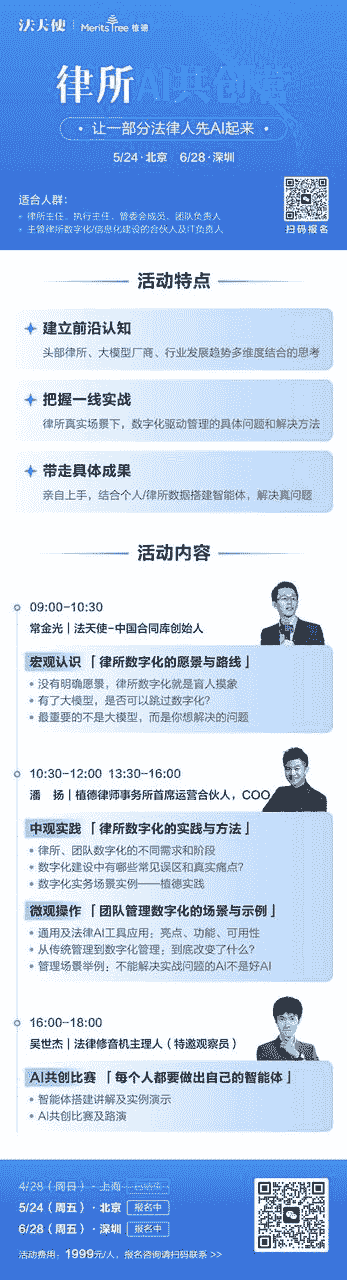 法天使 MeritsTree 植德
律所AI共创营
让一部分法律人先AI起来
5/24·北京 6/28·深圳
适合人群：
律所主任、执行主任、管委会成员、团队负责人
主管律所数字化/信息化建设的合伙人及IT负责人
扫码报名
活动特点
建立前沿认知
头部律所、大模型厂商、行业发展趋势多维度结合的思考
把握一线实战
律所真实场景下，数字化驱动管理的具体问题和解决方法
带走具体成果
亲自上手，结合个人/律所数据搭建智能体，解决真问题
活动内容
09:00-10:30
常金光｜法天使-中国合同库创始人
宏观认识「律所数字化的愿景与路线」
没有明确愿景，律所数字化就是盲人摸象
有了大模型，是否可以跳过数字化？
最重要的不是大模型，而是你想解决的问题
10:30-12:00 13:30-16:00
潘 扬｜植德律师事务所首席运营合伙人，COO
中观实践「律所数字化的实践与方法」
律所、团队数字化的不同需求和阶段
数字化建设中有哪些常见误区和真实痛点？
数字化实务场景实例——植德实践
微观操作「团队管理数字化的场景与示例」
通用及法律AI工具应用：亮点、功能、可用性
从传统管理到数字化管理：到底改变了什么？
管理场景举例：不能解决实战问题的AI不是好AI
16:00-18:00
吴世杰｜法律修音机主理人（特邀观察员）
AI共创比赛「每个人都要做出自己的智能体」
智能体搭建讲解及实例演示
AI共创比赛及路演
4/28（周日）·上海
5/24（周五）·北京 报名中
6/28（周五）·深圳 报名中
活动费用：1999元/人，报名咨询请扫码联系 >>